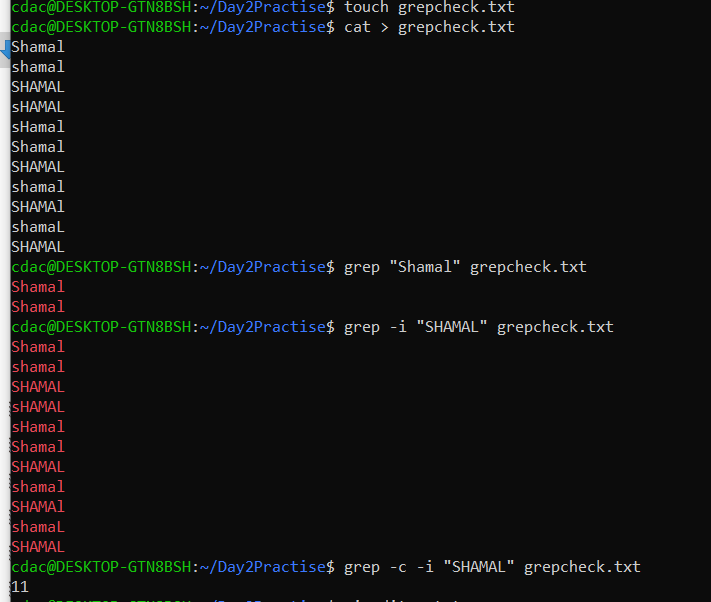 cdac@DESKTOP-GTN8BSH:~/Day2Practise$ touch grepcheck.txt
cdac@DESKTOP-GTN8BSH:~/Day2Practise$ cat > grepcheck.txt
Shamal
shamal
SHAMAL
sHAMAL
sHamal
Shamal
SHAMAL
shamal
SHAMAl
shamaL
SHAMAL
cdac@DESKTOP-GTN8BSH:~/Day2Practise$ grep "Shamal" grepcheck.txt
Shamal
Shamal
cdac@DESKTOP-GTN8BSH:~/Day2Practise$ grep -i "SHAMAL" grepcheck.txt
Shamal
shamal
SHAMAL
sHAMAL
sHamal
Shamal
SHAMAL
shamal
SHAMAl
shamaL
SHAMAL
cdac@DESKTOP-GTN8BSH:~/Day2Practise$ grep -c -i "SHAMAL" grepcheck.txt
11